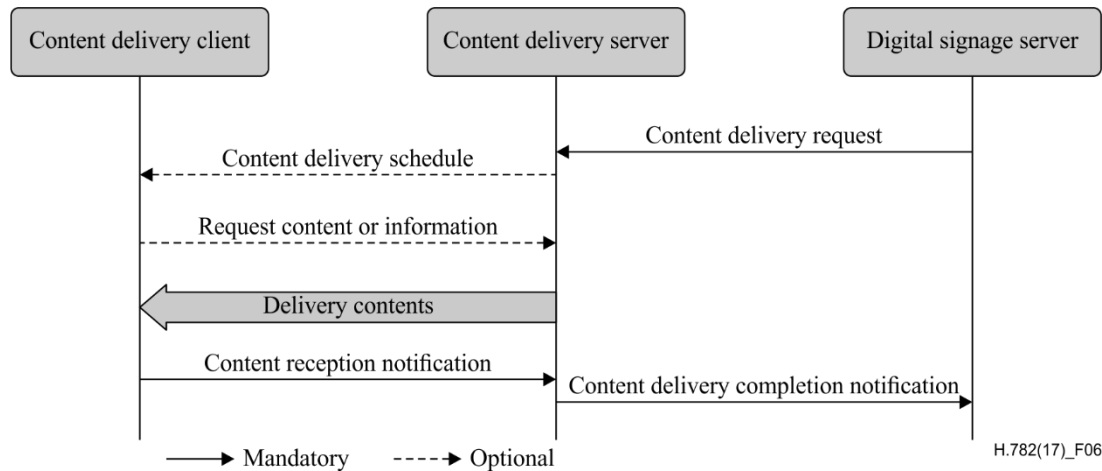 Content delivery client
Content delivery server
Digital signage server
Content delivery request
Content delivery schedule
Request content or information
Delivery contents
Content reception notification
Content delivery completion notification
Mandatory
Optional
H.782(17)_F06